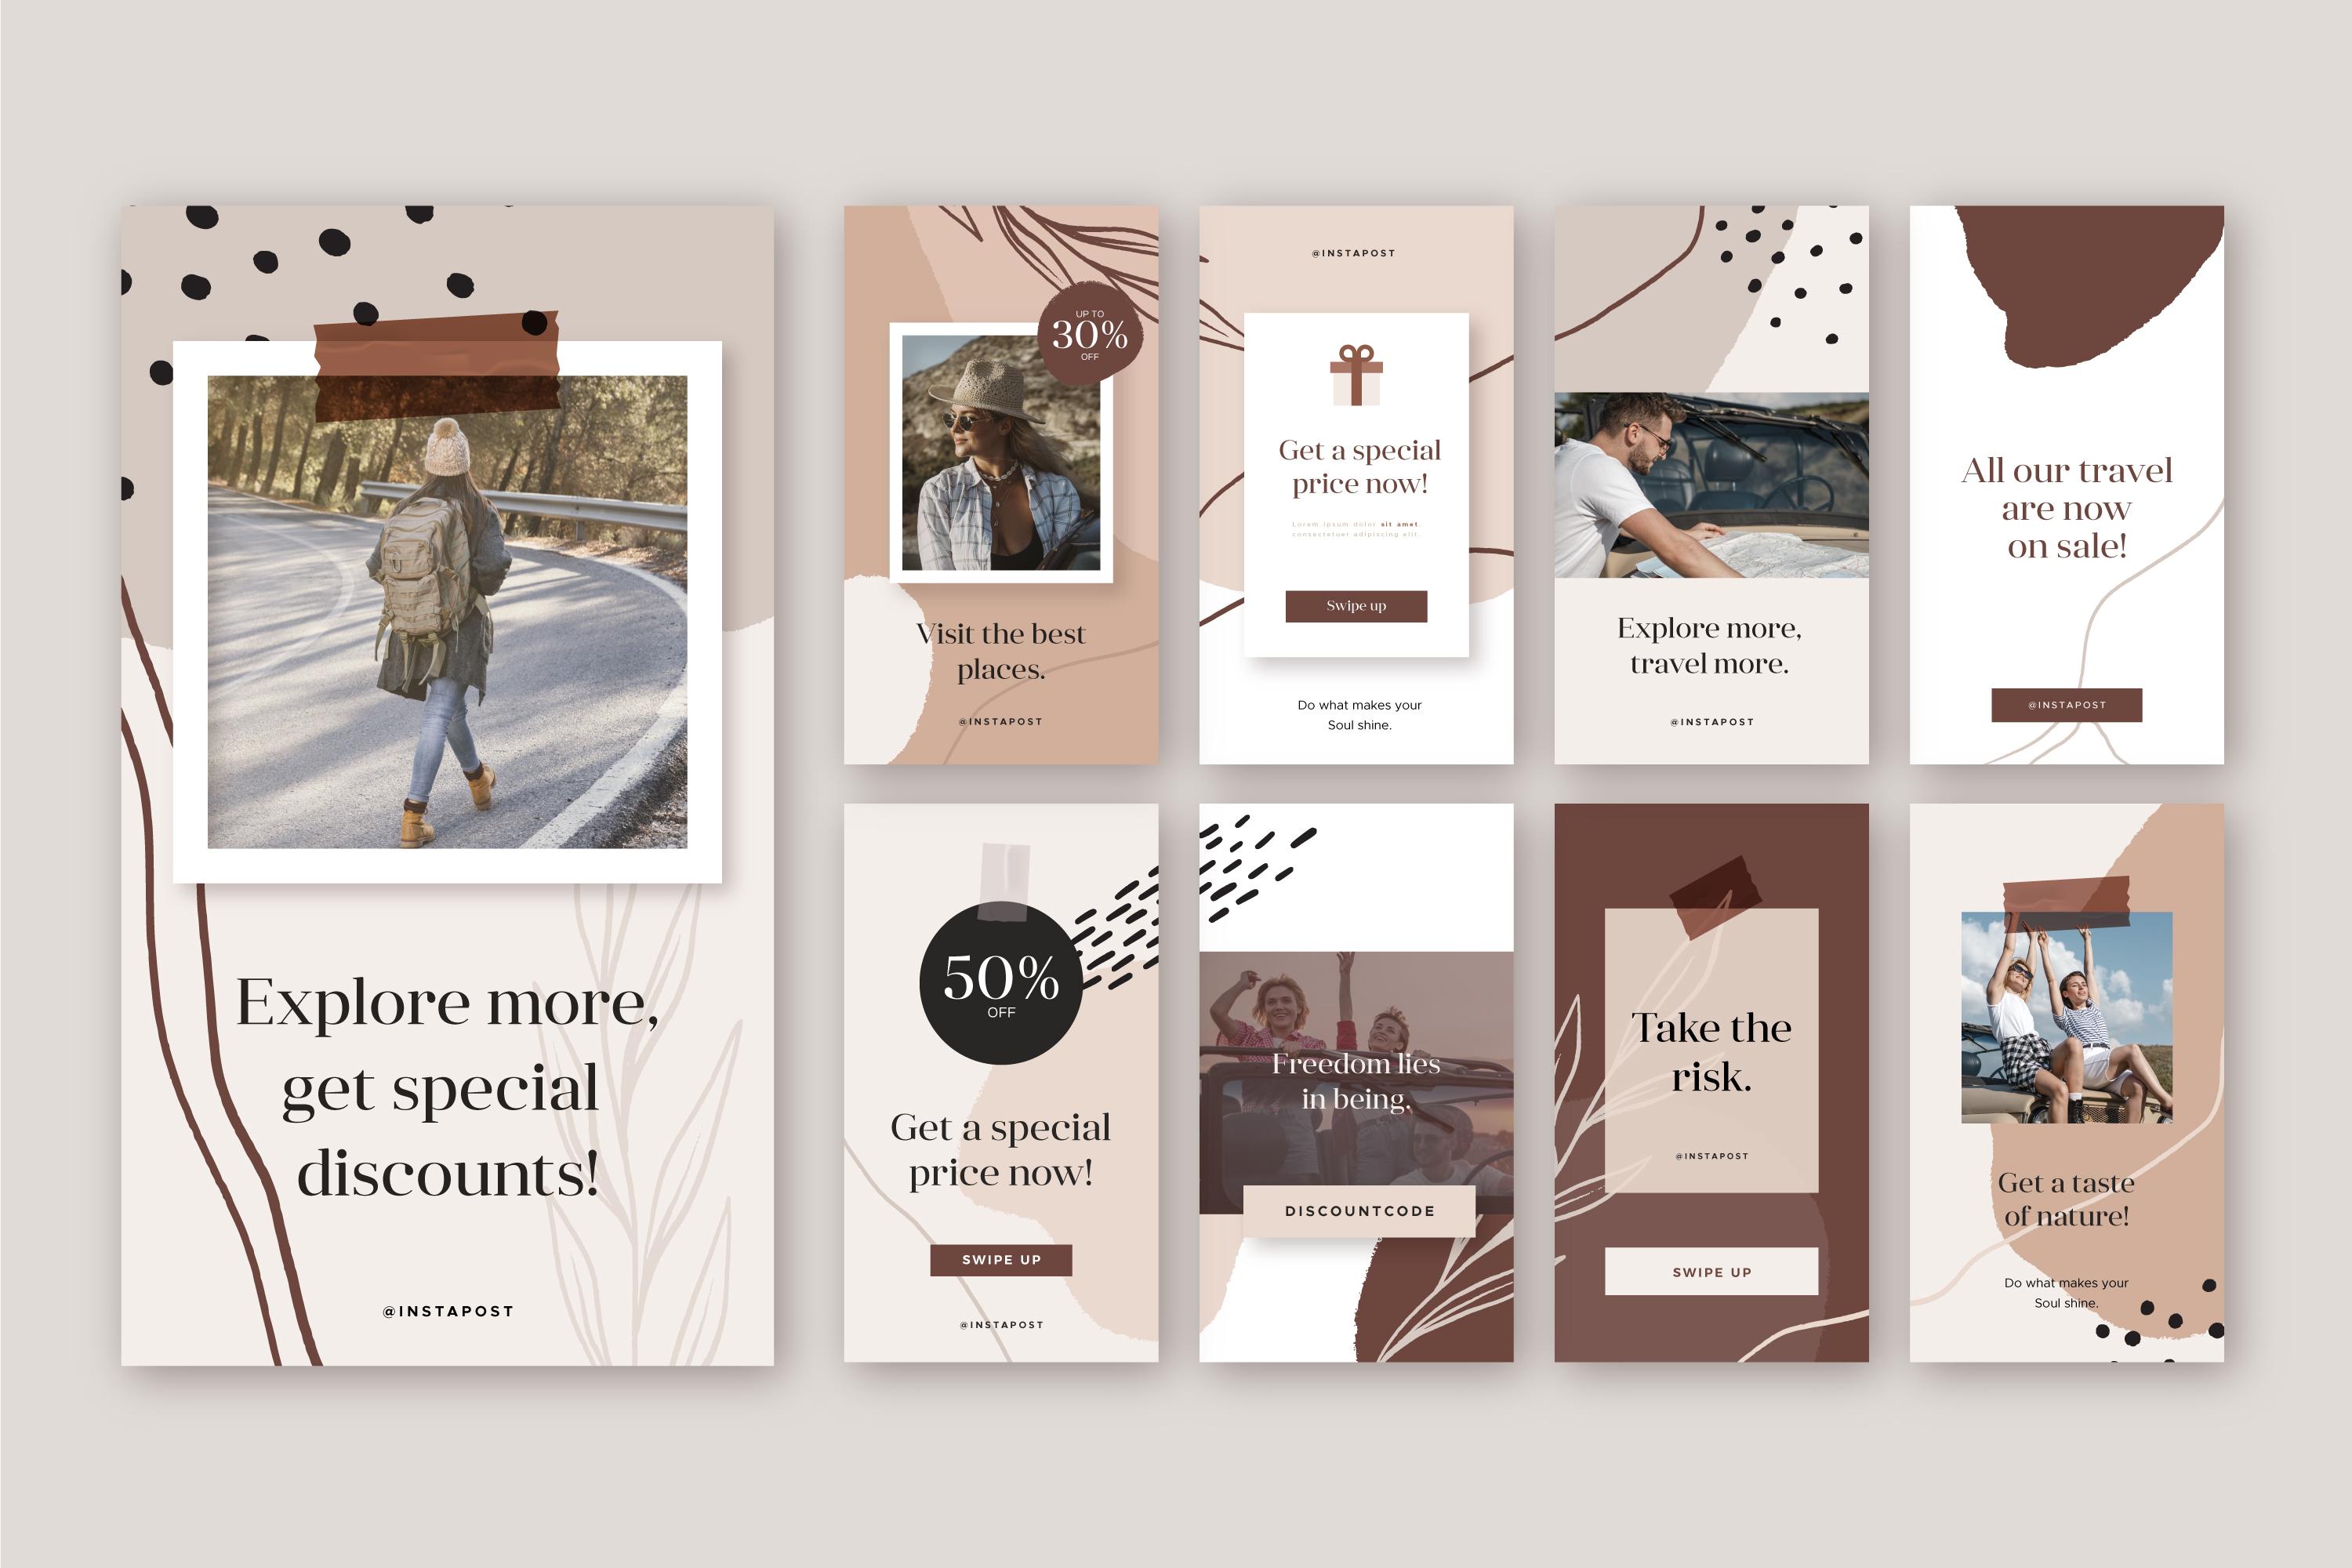 Explore more,
get special
discounts!
@INSTAPOST
UP TO
30%
OFF
Visit the best
places.
@INSTAPOST
@INSTAPOST
Get a special
price now!
Lorem ipsum dolor sit amet,
consectetuer adipiscing elit.
Swipe up
Do what makes your
Soul shine.
Explore more,
travel more.
@INSTAPOST
All our travel
are now
on sale!
@INSTAPOST
50%
OFF
Get a special
price now!
SWIPE UP
@INSTAPOST
Freedom lies
in being.
DISCOUNTCODE
Take the
risk.
@INSTAPOST
SWIPE UP
Get a taste
of nature!
Do what makes your
Soul shine.